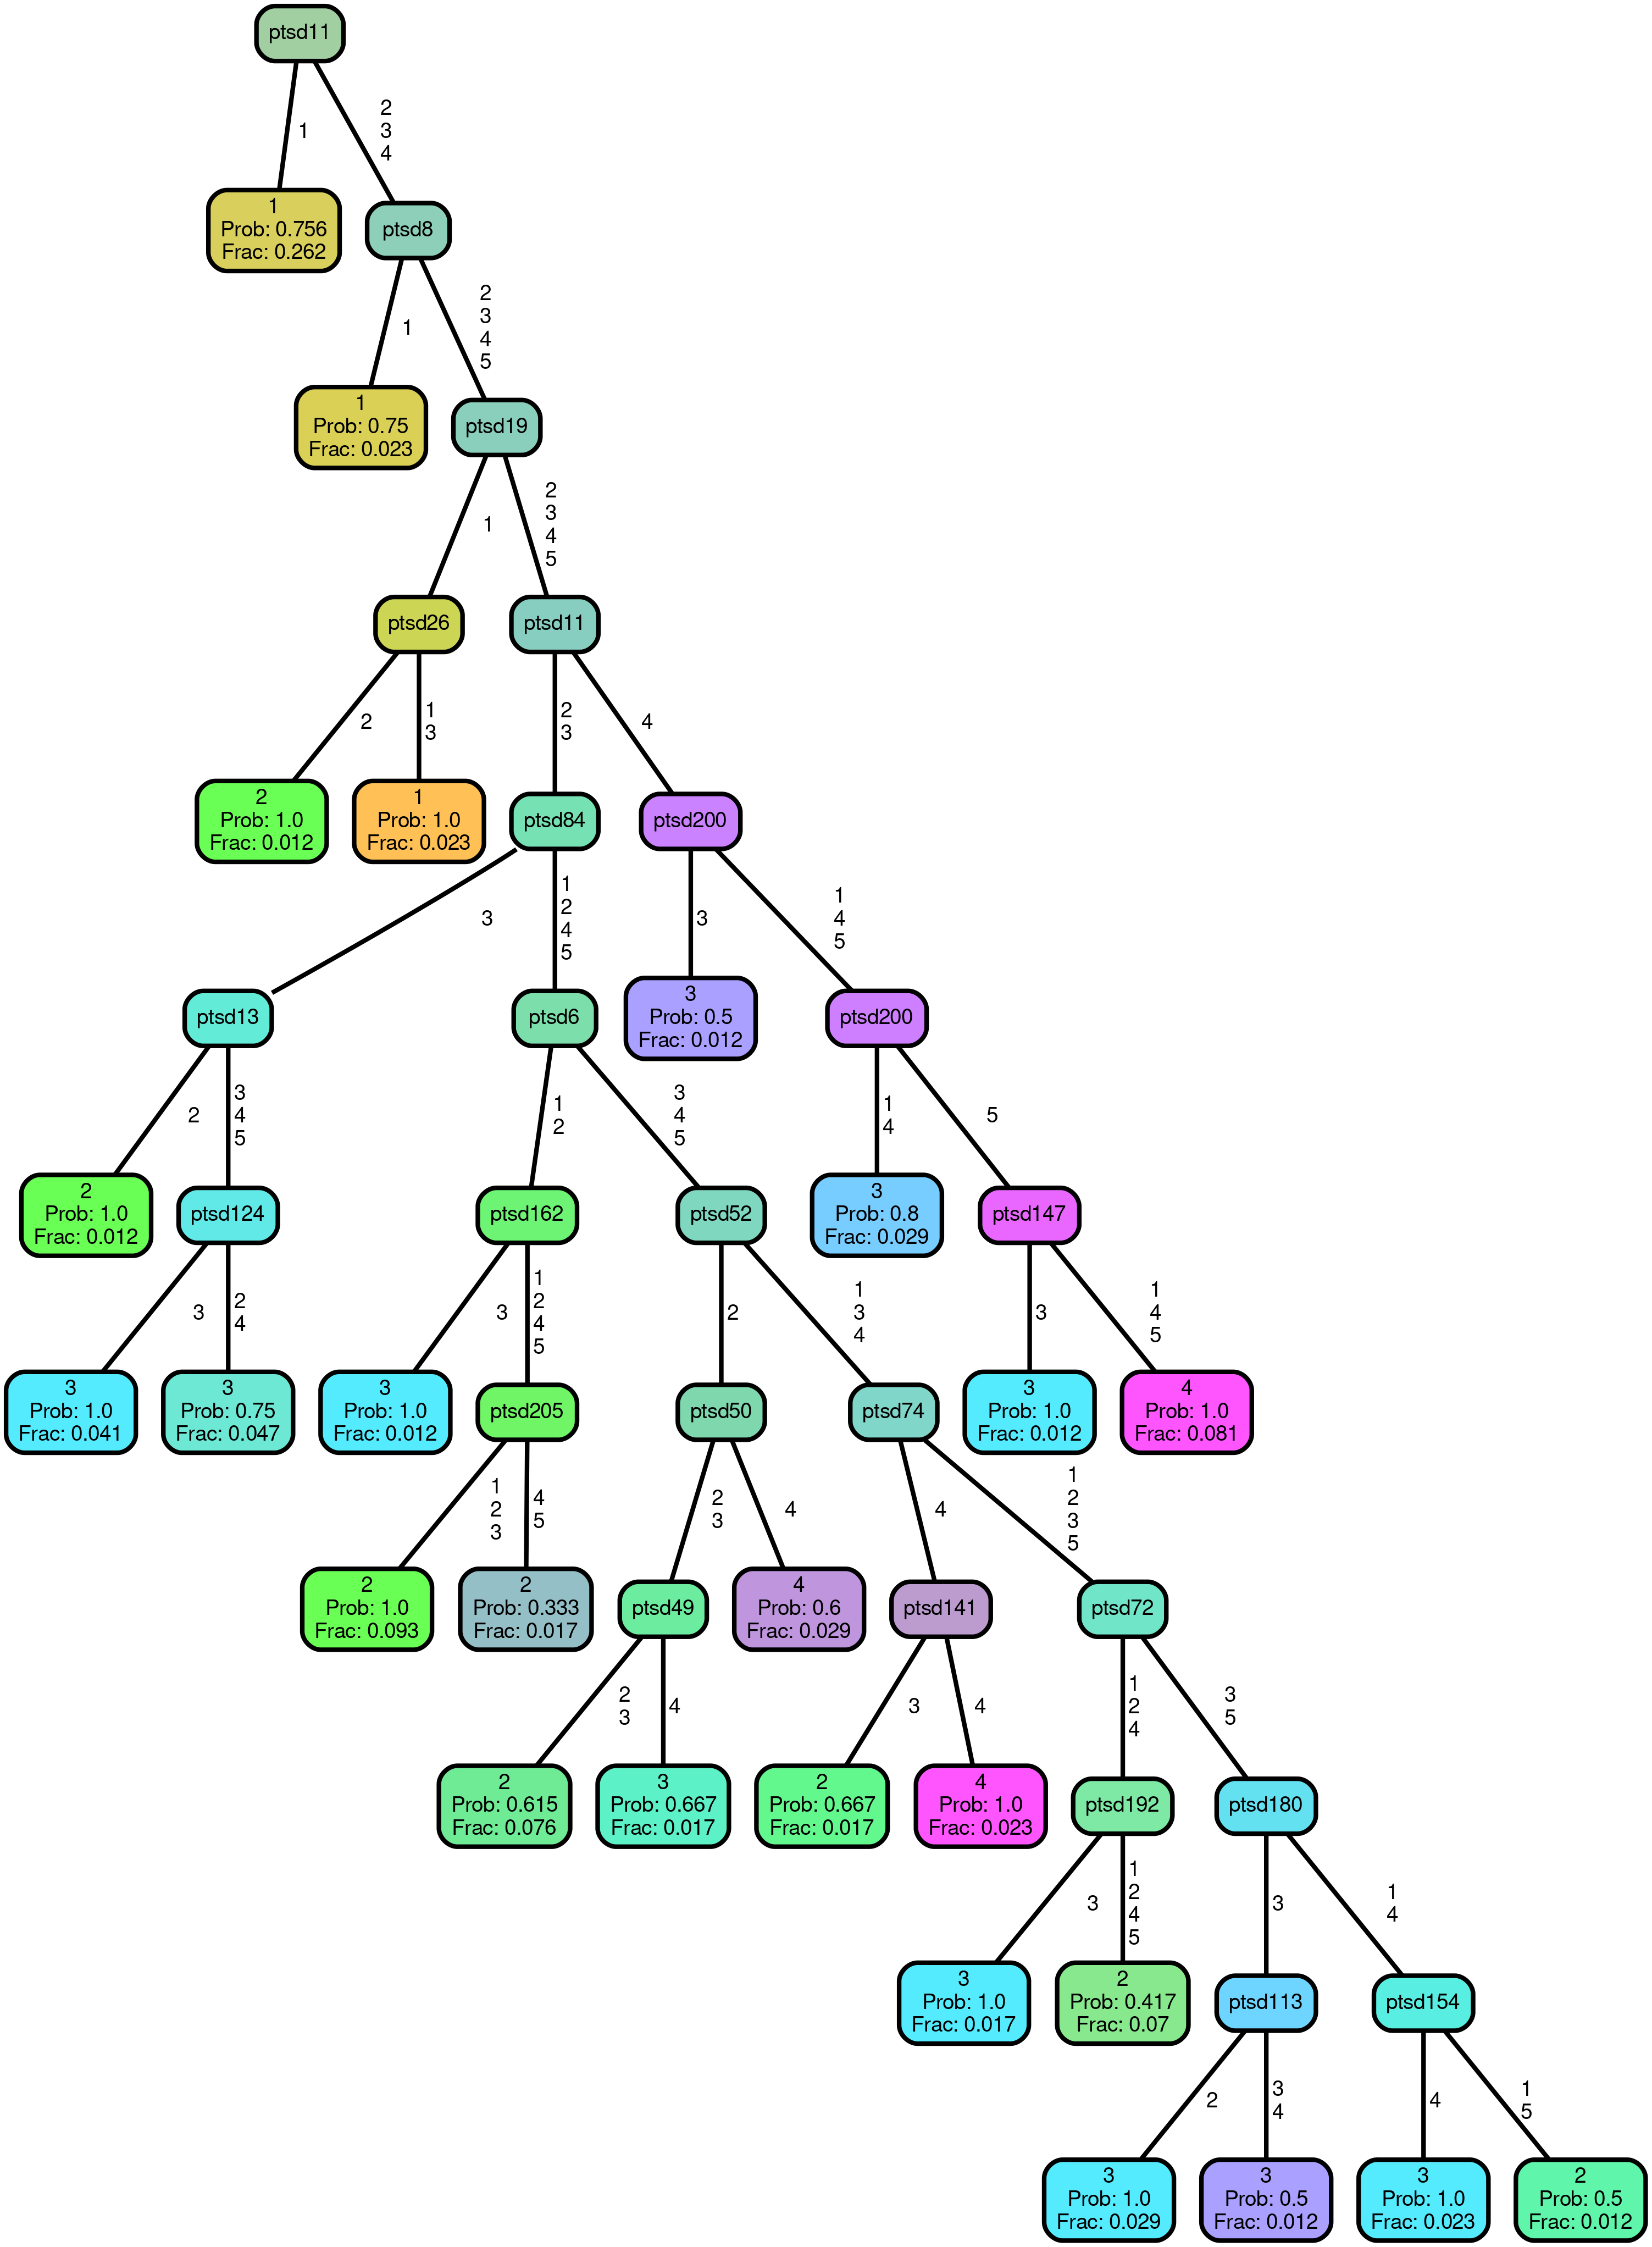 ptsd11
1
2
3
4
1
Prob: 0.756
Frac: 0.262
ptsd8
1
2
3
4
5
1
Prob: 0.75
Frac: 0.023
ptsd19
1
2
3
4
5
ptsd26
ptsd11
2
1
3
2
3
4
2
Prob: 1.0
Frac: 0.012
1
Prob: 1.0
Frac: 0.023
ptsd84
ptsd200
3
1
2
4
5
3
1
4
5
ptsd13
ptsd6
3
Prob: 0.5
Frac: 0.012
ptsd200
2
3
4
5
1
2
3
4
5
1
4
5
2
Prob: 1.0
Frac: 0.012
ptsd124
ptsd162
ptsd52
3
Prob: 0.8
Frac: 0.029
ptsd147
3
2
4
3
1
2
4
5
2
1
3
4
3
1
4
5
3
Prob: 1.0
Frac: 0.041
3
Prob: 0.75
Frac: 0.047
3
Prob: 1.0
Frac: 0.012
ptsd205
ptsd50
ptsd74
3
Prob: 1.0
Frac: 0.012
4
Prob: 1.0
Frac: 0.081
1
2
3
4
5
2
3
4
4
1
2
3
5
2
Prob: 1.0
Frac: 0.093
2
Prob: 0.333
Frac: 0.017
ptsd49
4
Prob: 0.6
Frac: 0.029
ptsd141
ptsd72
2
3
4
3
4
1
2
4
3
5
2
Prob: 0.615
Frac: 0.076
3
Prob: 0.667
Frac: 0.017
2
Prob: 0.667
Frac: 0.017
4
Prob: 1.0
Frac: 0.023
ptsd192
ptsd180
3
1
2
4
5
3
1
4
3
Prob: 1.0
Frac: 0.017
2
Prob: 0.417
Frac: 0.07
ptsd113
ptsd154
2
3
4
4
1
5
3
Prob: 1.0
Frac: 0.029
3
Prob: 0.5
Frac: 0.012
3
Prob: 1.0
Frac: 0.023
2
Prob: 0.5
Frac: 0.012